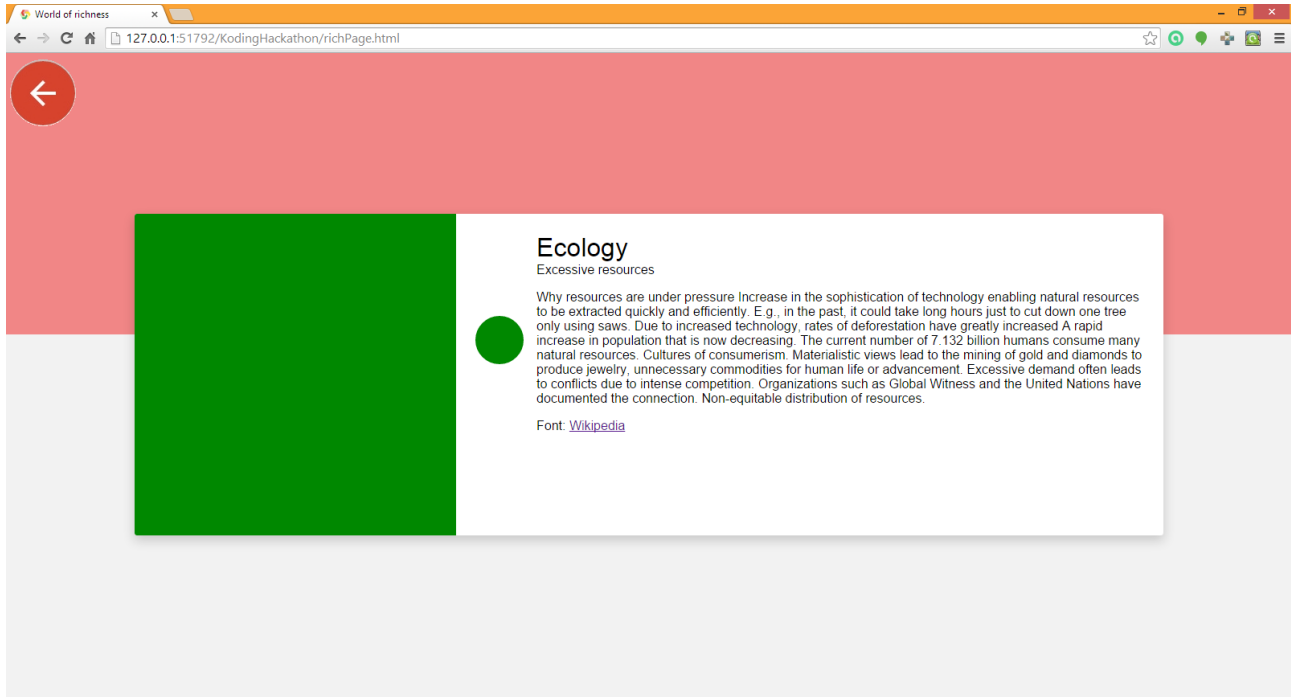 World of richness
127.0.0.1:51792/KodingHackathon/richPage.html
Ecology
Excessive resources
Why resources are under pressure Increase in the sophistication of technology enabling natural resources
to be extracted quickly and efficiently. E.g., in the past, it could take long hours just to cut down one tree
only using saws. Due to increased technology, rates of deforestation have greatly increased A rapid
increase in population that is now decreasing. The current number of 7.132 billion humans consume many
natural resources. Cultures of consumerism. Materialistic views lead to the mining of gold and diamonds to
produce jewelry, unnecessary commodities for human life or advancement. Excessive demand often leads
to conflicts due to intense competition. Organizations such as Global Witness and the United Nations have
documented the connection. Non-equitable distribution of resources.
Font: Wikipedia